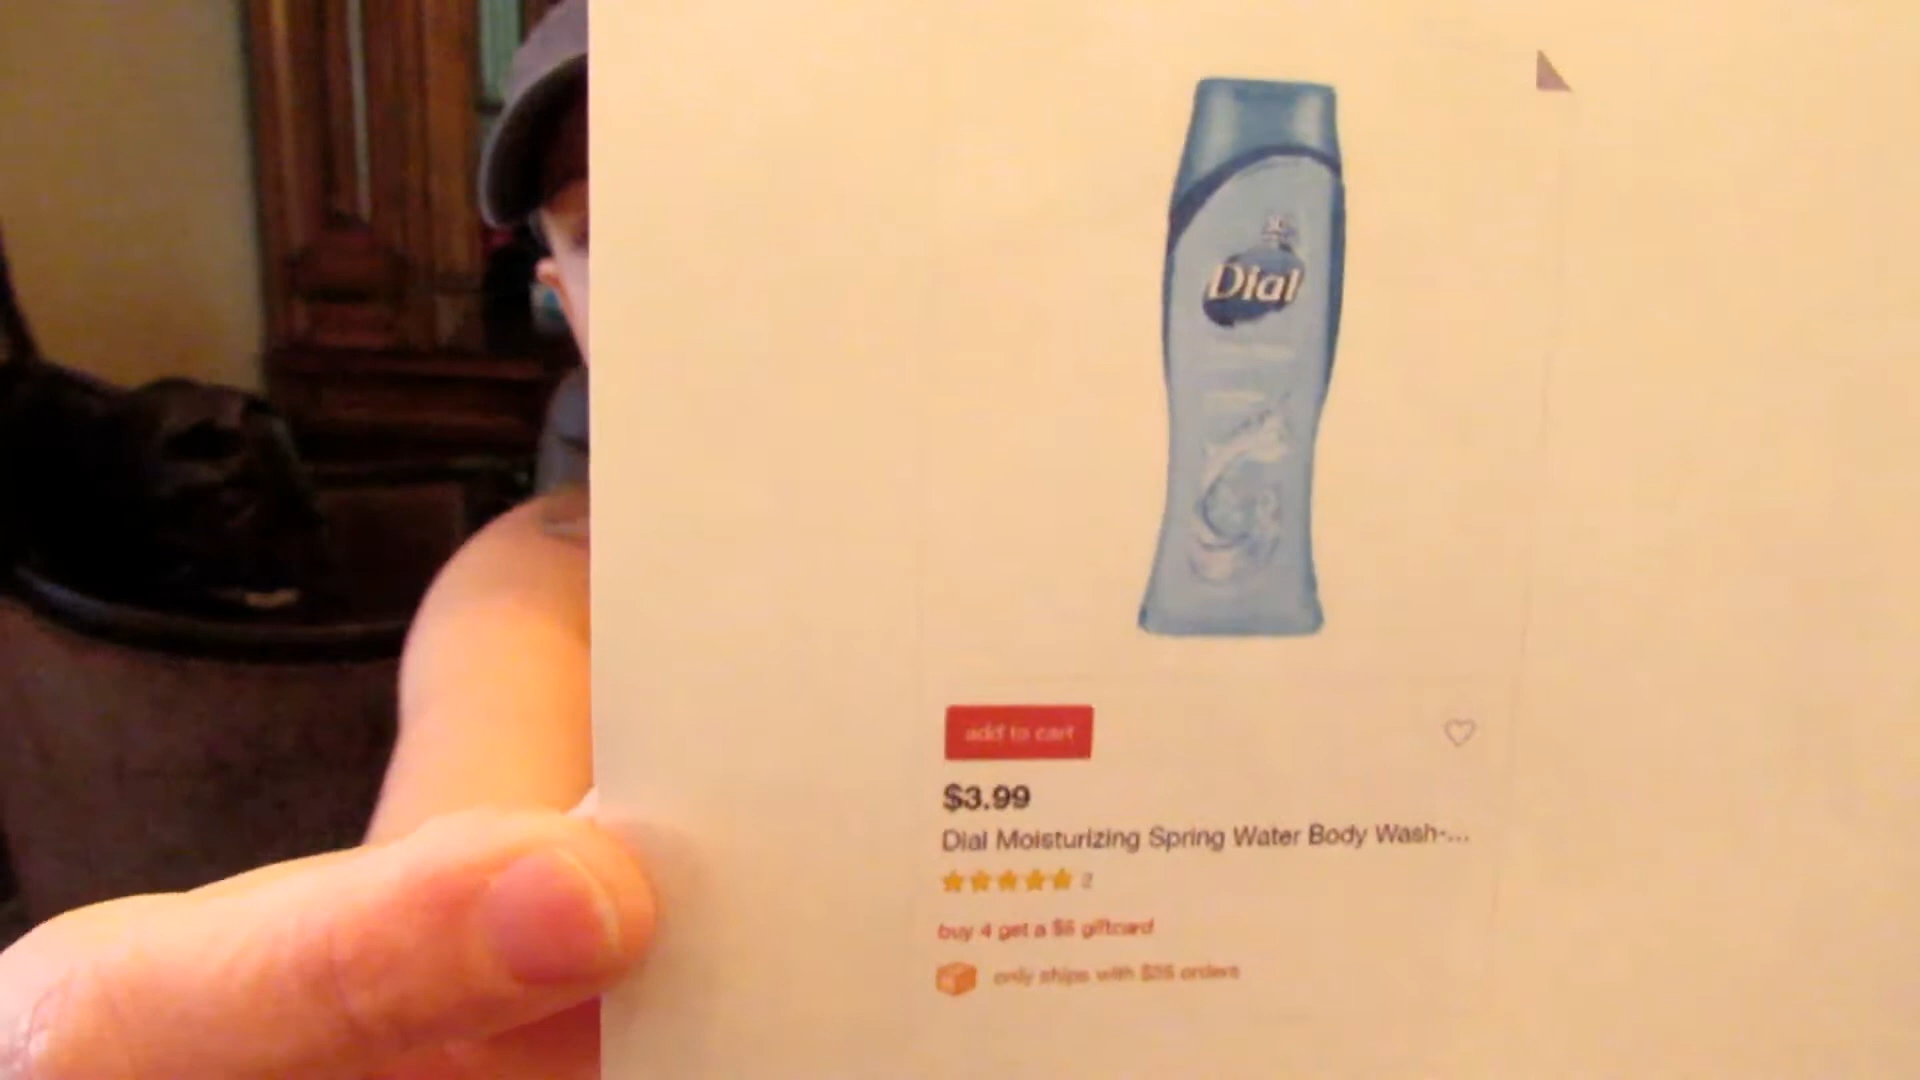 Dial
add to cart
$3.99
Dial Moisturizing Spring Water Body Wash-...
2
buy 4 get a $5 giftcard
only ships with $25 orders